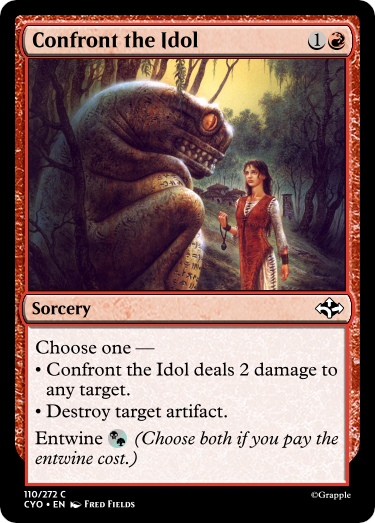 Confront the Idol 1
Sorcery
Choose one —
• Confront the Idol deals 2 damage to
any target.
• Destroy target artifact.
Entwine (Choose both if you pay the
entwine cost.)
110/272 C
©Grapple
CYO • EN Fred Fields